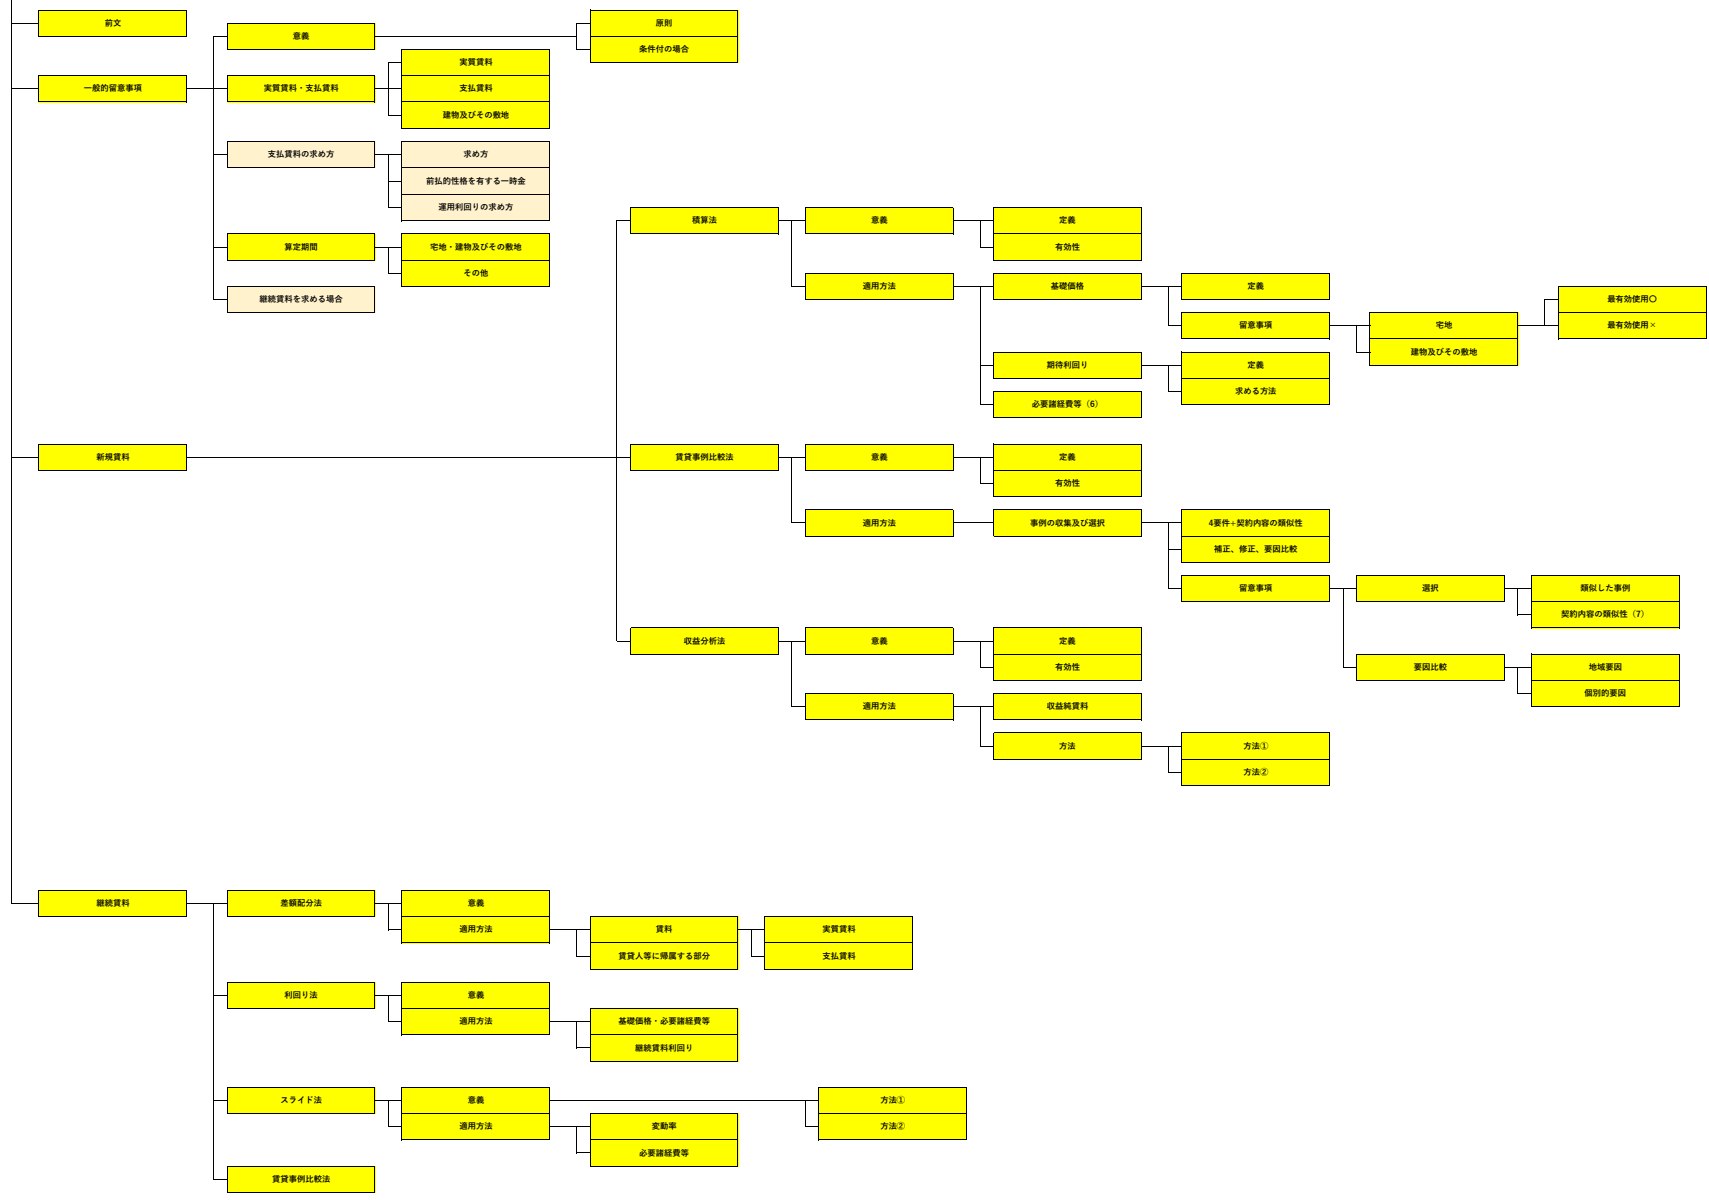 前文
意義
原則
条件付の場合
一般的留意事項
実質賃料・支払賃料
実質賃料
支払賃料
建物及びその敷地
支払賃料の求め方
求め方
前払的性格を有する一時金
運用利回りの求め方
算定期間
宅地・建物及びその敷地
その他
継続賃料を求める場合
新規賃料
積算法
意義
定義
有効性
適用方法
基礎価格
定義
留意事項
宅地
最有効使用〇
最有効使用×
建物及びその敷地
期待利回り
定義
求める方法
必要諸経費等（6）
賃貸事例比較法
意義
定義
有効性
適用方法
事例の収集及び選択
4要件+契約内容の類似性
補正、修正、要因比較
留意事項
選択
類似した事例
契約内容の類似性（7）
要因比較
地域要因
個別的要因
収益分析法
意義
定義
有効性
適用方法
収益純賃料
方法
方法①
方法②
継続賃料
差額配分法
意義
適用方法
賃料
実質賃料
支払賃料
賃貸人等に帰属する部分
利回り法
意義
適用方法
基礎価格・必要諸経費等
継続賃料利回り
スライド法
意義
方法①
方法②
適用方法
変動率
必要諸経費等
賃貸事例比較法